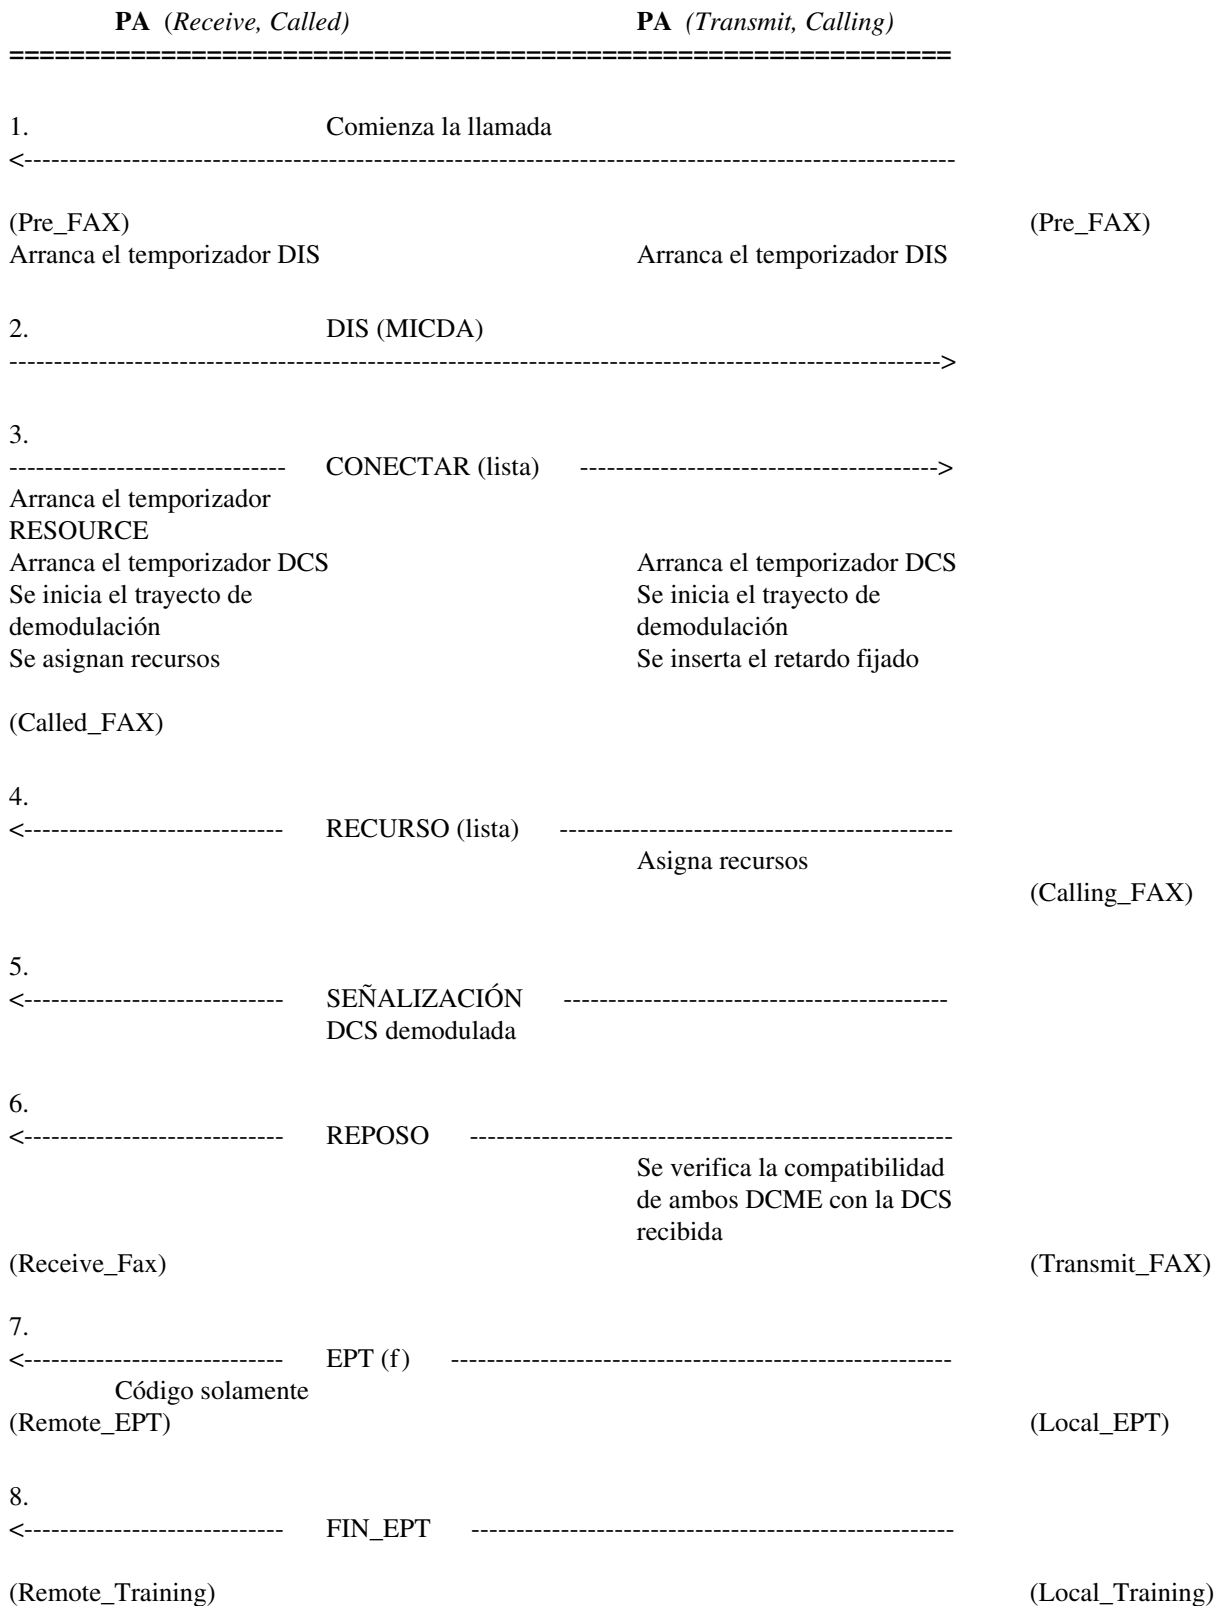 PA (Receive, Called) PA (Transmit, Calling)
==============================================================
1. Comienza la llamada
<--------------------------------------------------------------------------------------------------------
(Pre_FAX) (Pre_FAX)
Arranca el temporizador DIS Arranca el temporizador DIS
2. DIS (MICDA)
-------------------------------------------------------------------------------------------------------->
3.
------------------------------- CONECTAR (lista) ---------------------------------------->
Arranca el temporizador
RESOURCE
Arranca el temporizador DCS Arranca el temporizador DCS
Se inicia el trayecto de Se inicia el trayecto de
demodulación demodulación
Se asignan recursos Se inserta el retardo fijado
(Called_FAX)
4.
<----------------------------- RECURSO (lista) --------------------------------------------
Asigna recursos
(Calling_FAX)
5.
<----------------------------- SEÑALIZACIÓN -------------------------------------------
DCS demodulada
6.
<----------------------------- REPOSO ------------------------------------------------------
Se verifica la compatibilidad
de ambos DCME con la DCS
recibida
(Receive_Fax) (Transmit_FAX)
7.
<----------------------------- EPT (f) --------------------------------------------------------
Código solamente
(Remote_EPT) (Local_EPT)
8.
<----------------------------- FIN_EPT ------------------------------------------------------
(Remote_Training) (Local_Training)